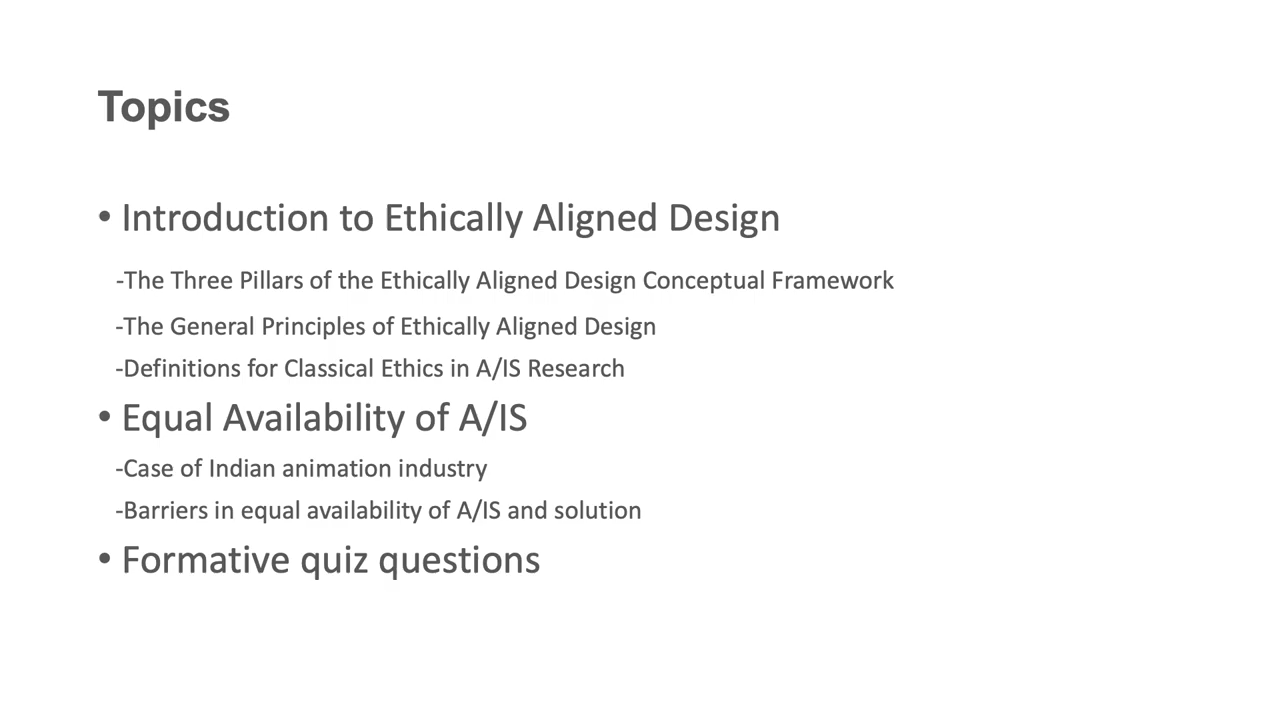 Topics
• Introduction to Ethically Aligned Design
-The Three Pillars of the Ethically Aligned Design Conceptual Framework
-The General Principles of Ethically Aligned Design
-Definitions for Classical Ethics in A/IS Research
• Equal Availability of A/IS
-Case of Indian animation industry
-Barriers in equal availability of A/IS and solution
• Formative quiz questions